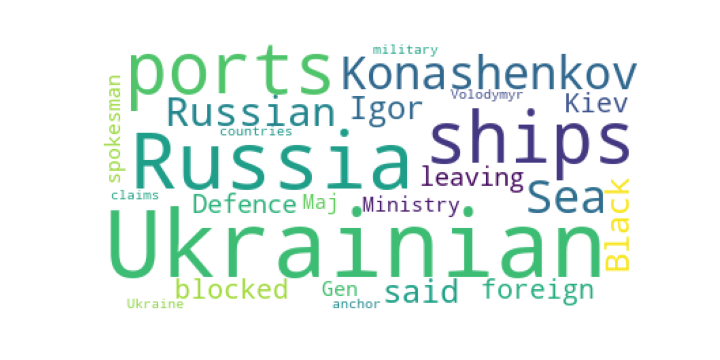 military
ports
Konashenkov
spokesman
Volodymyr
Russian
Igor
Kiev
ships
countries
Russia
leaving
claims
Defence
Maj
Ministry
Sea
Black
Ukrainian
blocked
Gen
said
foreign
Ukraine
anchor